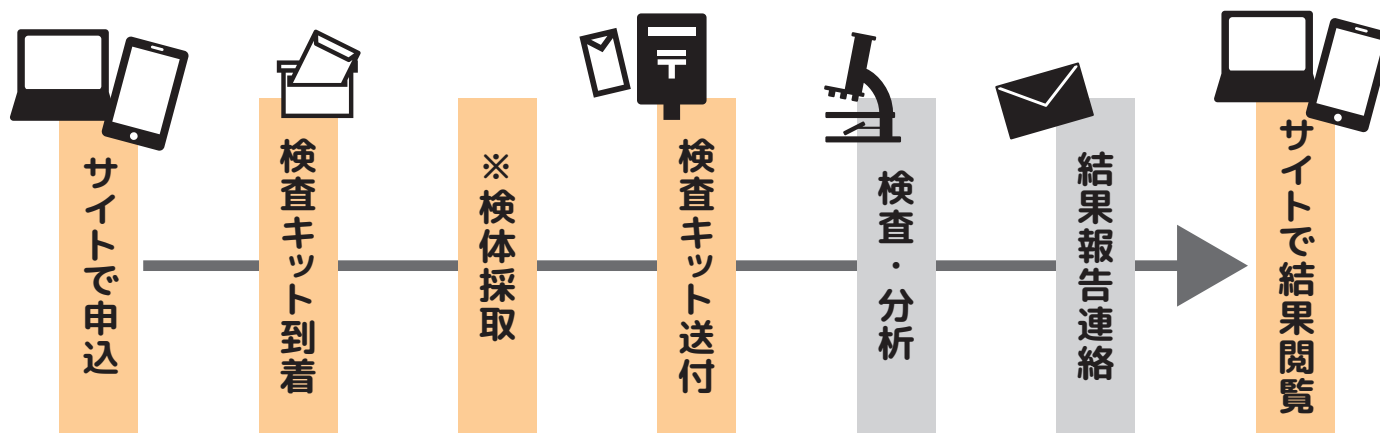 サイトで申込
検査キット到着
※検体採取
検査キット送付
検査・分析
結果報告連絡
サイトで結果閲覧